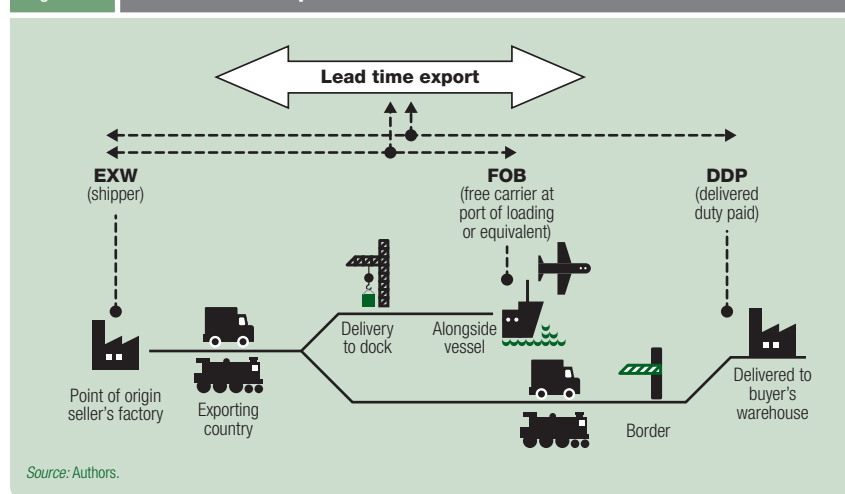 Lead time export
EXW
(shipper)
FOB
(free carrier at
port of loading
or equivalent)
DDP
(delivered
duty paid)
Delivery
to dock
Alongside
vessel
Point of origin
seller's factory
Exporting
country
Border
Delivered to
buyer's
warehouse
Source: Authors.